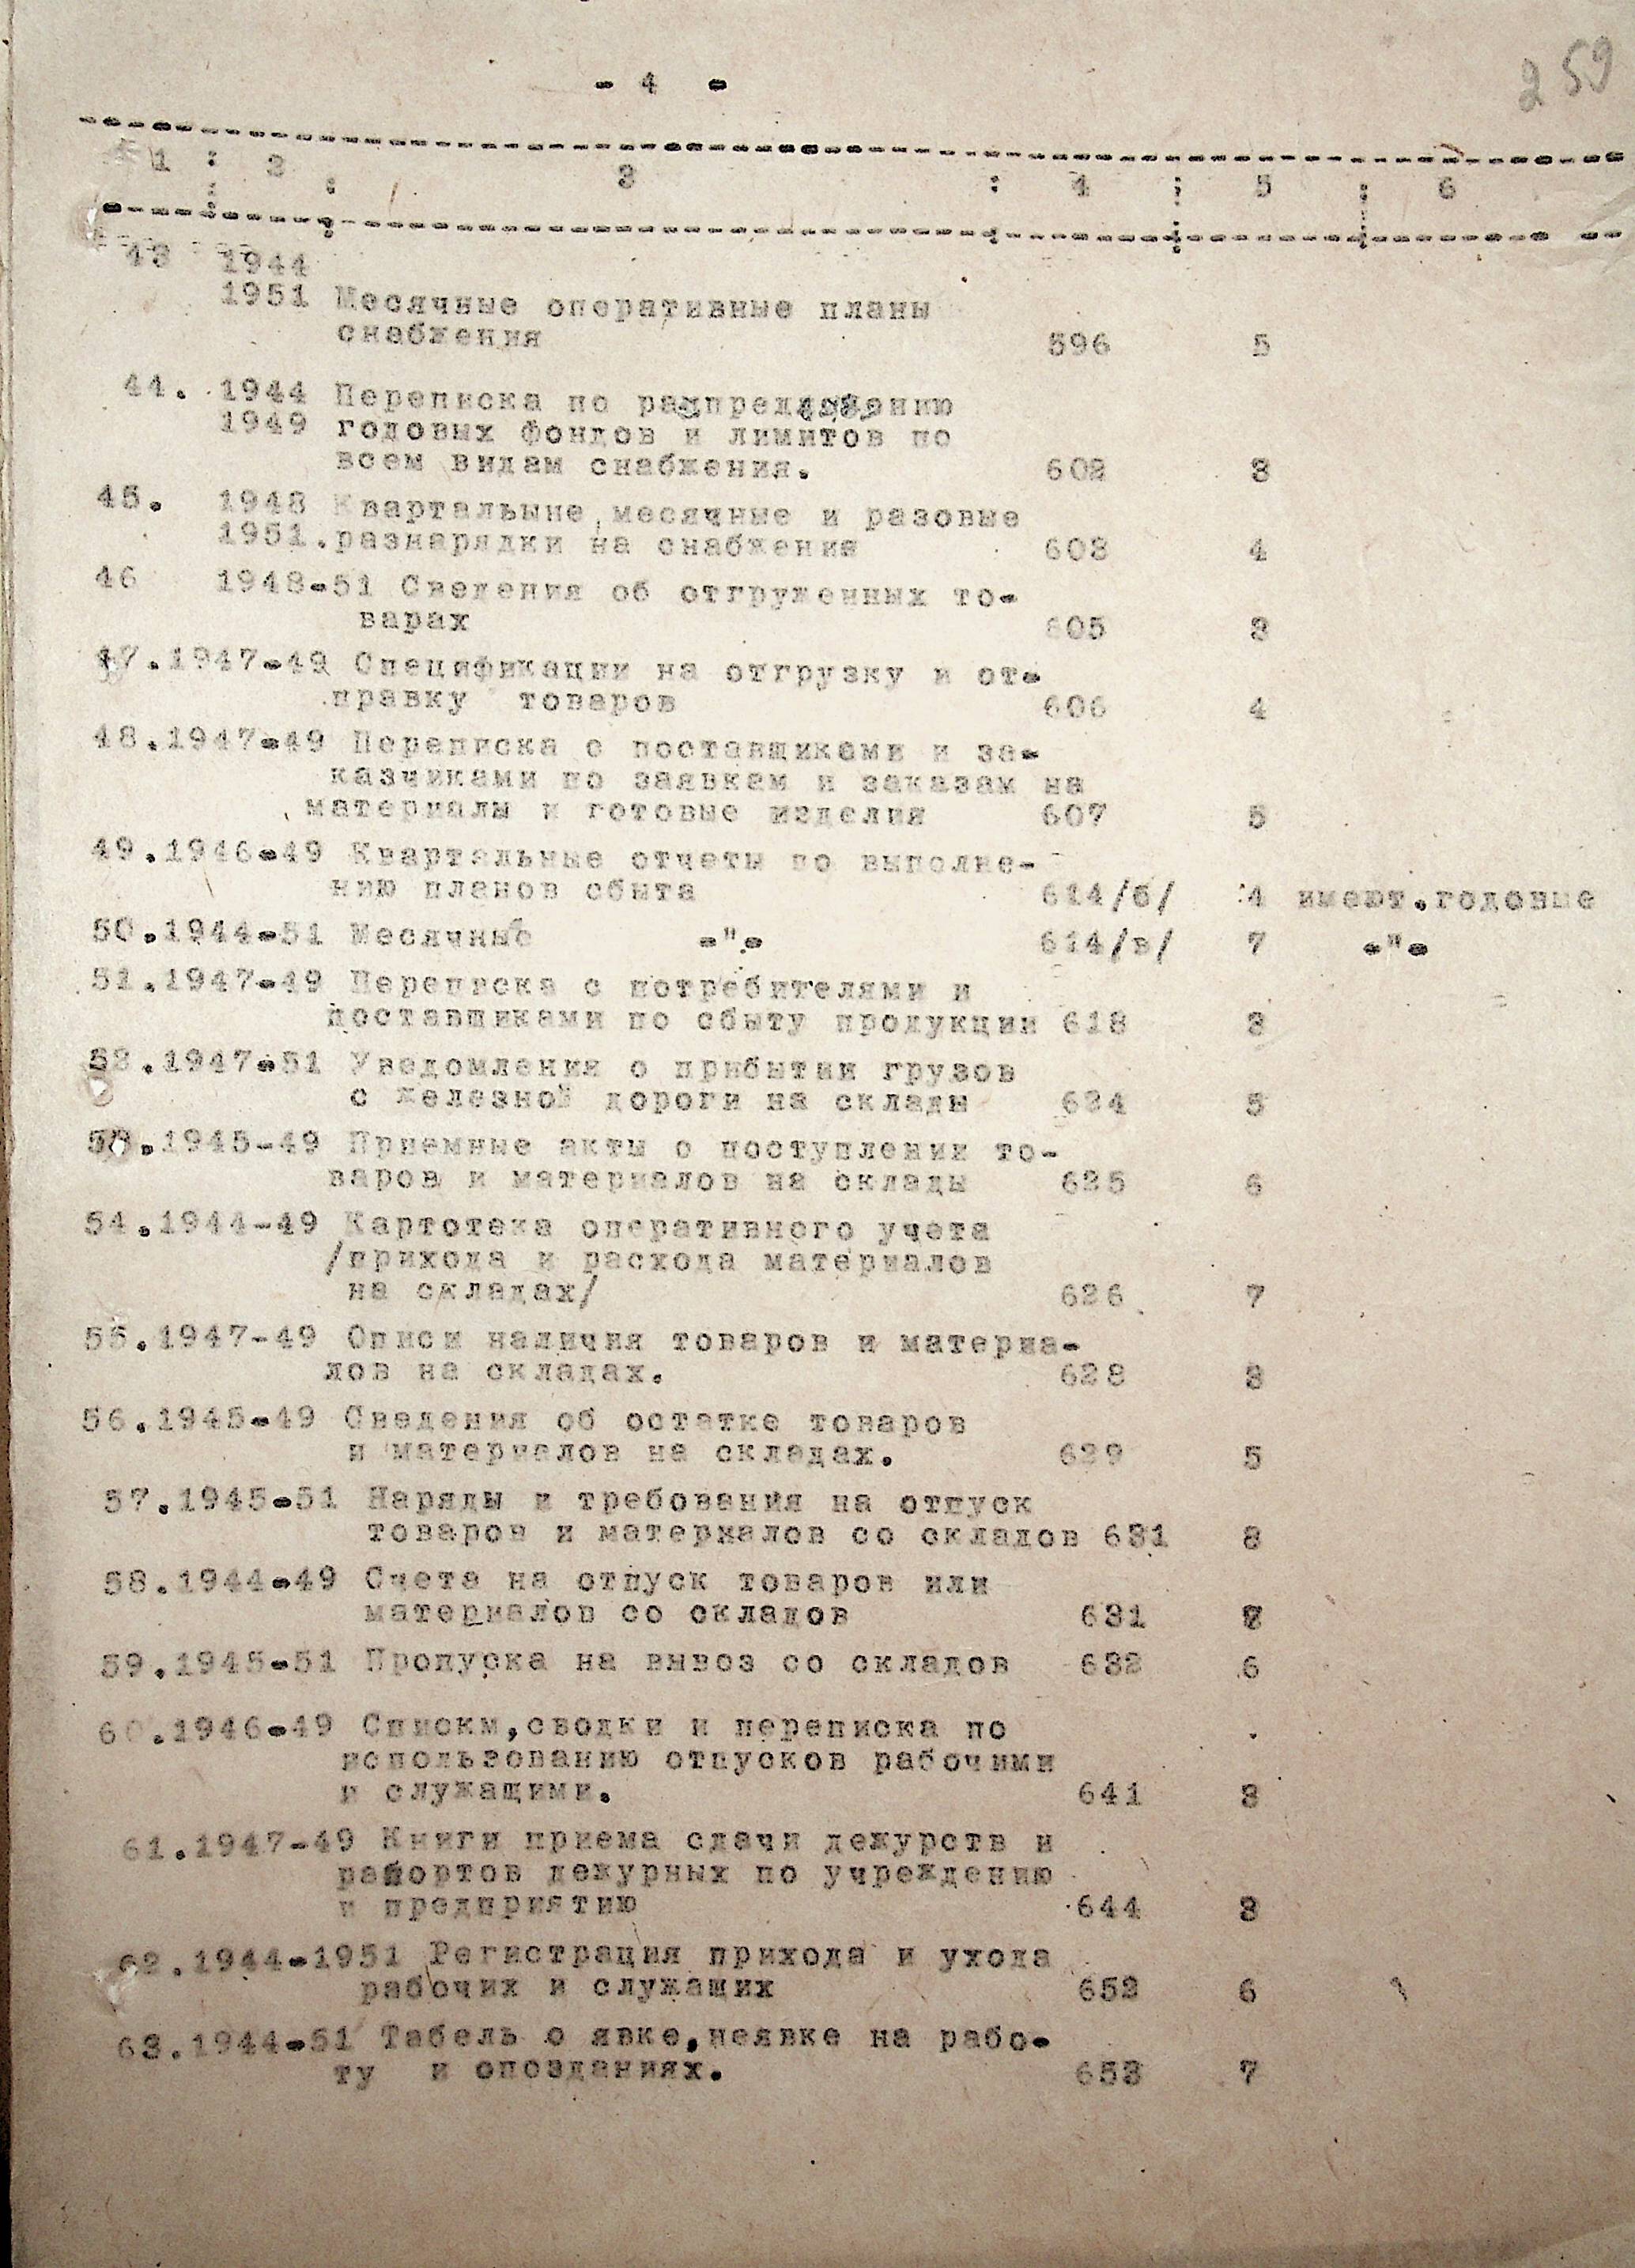 259
- 4 -
1 : 2 : 3 : 4 : 5 : 6
43 1944
1951 Месячные оперативные планы
снабжения 596 5
44. 1944 Переписка по
1949 годовых фондов и лимитов по
всем видам снабжения. 602 3
45. 1948 Квартальыне,месячные и разовые
1951.разнарядки на снабжение 603 4
46 1948-51 Сведения об отгруженных то-
варах 605 3
47.1947-49 Спецификации на отгрузку и от-
правку товаров 606 4
48.1947-49 Переписка с поставщиками и за-
казчиками по заявкам и заказам на
материалы и готовые изделия 607 5
49.1946-49 Квартальные отчеты по выполне-
нию планов сбыта 614/б/ 4 имеют.годовые
50.1944-51 Месячные -"- 614/в/ 7 -"-
51.1947-49 Переписка с потребителями и
поставшиками по сбыту продукции 618 3
52.1947-51 Уведомления о прибытии грузов
с железной дороги на склады 624 5
53.1945-49 Приемные акты о поступлении то-
варов и материалов на склады 625 6
54.1944-49 Картотека оперативного учета
/прихода и расхода материалов
на складах/ 626 7
55.1947-49 Описи наличия товаров и материа-
лов на складах. 628 3
56.1945-49 Сведения об остатке товаров
и материалов на складах. 629 5
57.1945-51 Наряды и требования на отпуск
товаров и материалов со складов 631 8
58.1944-49 Счета на отпуск товаров или
материалов со складов 631
59.1945-51 Пропуска на вывоз со складов 632 6
60.1946-49 Спискм,сводки и переписка по
использованию отпусков рабочими
и служащими. 641 3
61.1947-49 Книги приема сдачи дежурств и
рапортов дежурных по учреждению
и предприятию 644 3
62.1944-1951 Регистрация прихода и ухода
рабочих и служаших 652 6
63.1944-51 Табель о явке,неявке на рабо-
ту и опозданиях. 653 7